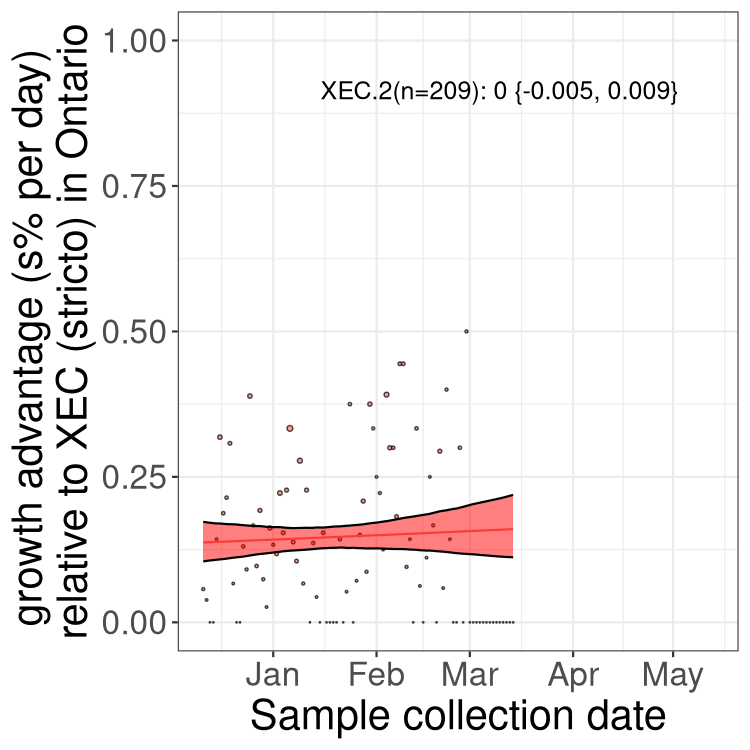 growth advantage (s% per day)
relative to XEC (stricto) in Ontario
1.00
0.75
0.50
0.25
0.00
XEC.2(n=209): 0 {-0.005, 0.009}
Jan Feb Mar Apr May
Sample collection date